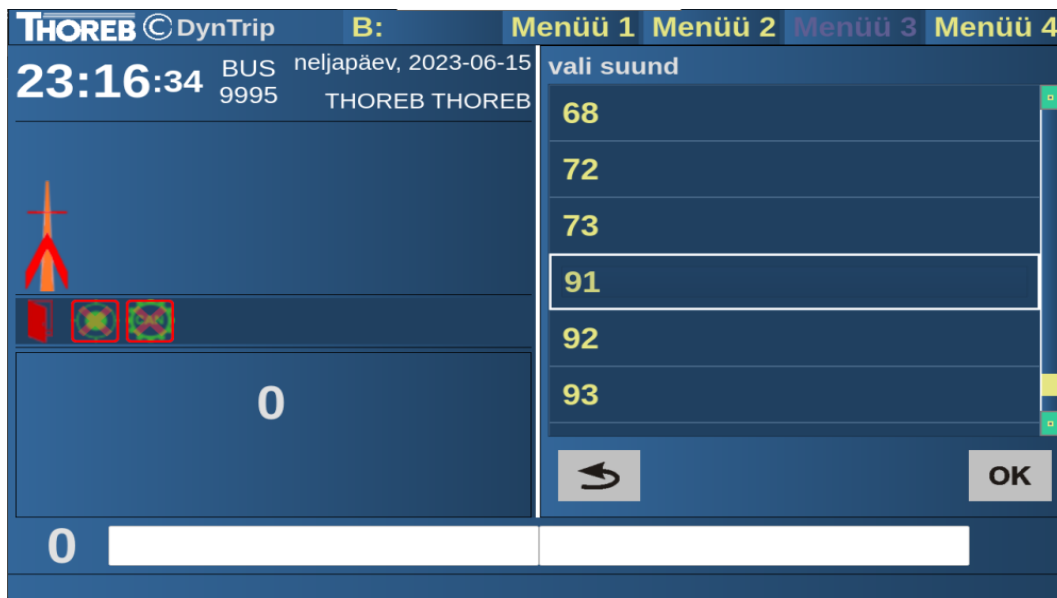 THOREB © DynTrip B: Menüü 1 Menüü 2 Menüü 3 Menüü 4
23:16:34
BUS
9995
neljapäev, 2023-06-15
THOREB THOREB
CAN
0
0
vali suund
68
72
73
91
92
93
OK